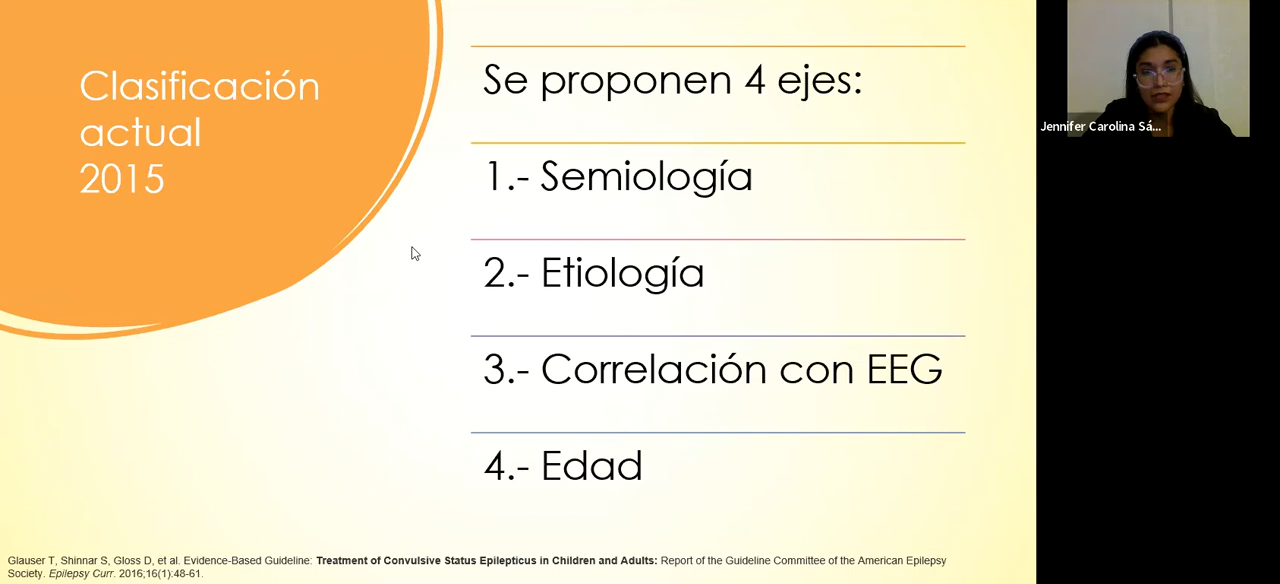 Clasificación
actual
2015
Se proponen 4 ejes:
1.- Semiología
2.- Etiología
3.- Correlación con EEG
4.- Edad
Jennifer Carolina Sá...
Glauser T, Shinnar S, Gloss D, et al. Evidence-Based Guideline: Treatment of Convulsive Status Epilepticus in Children and Adults: Report of the Guideline Committee of the American Epilepsy
Society. Epilepsy Curr. 2016;16(1):48-61.